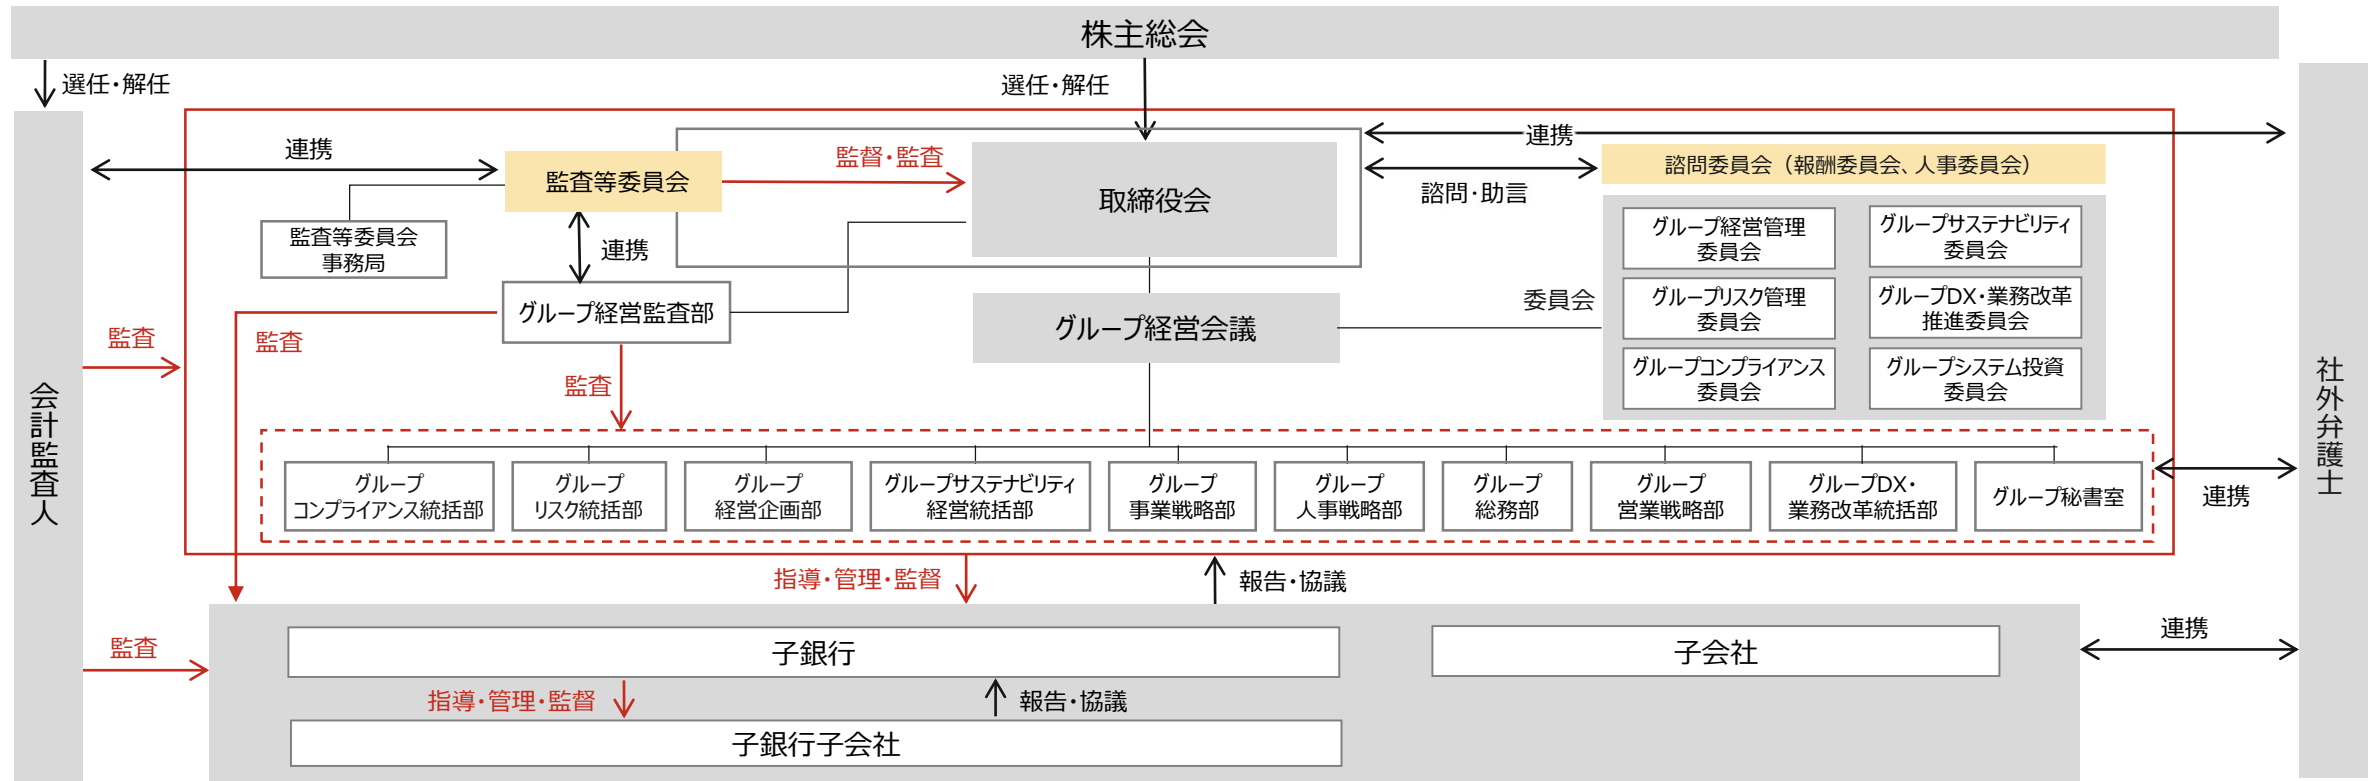 株主総会
選任・解任
選任・解任
連携
監査等委員会
監督・監査
取締役会
連携
諮問・助言
諮問委員会（報酬委員会、人事委員会）
監査等委員会
事務局
連携
グループ経営監査部
グループ経営会議
委員会
グループ経営管理
委員会
グループサステナビリティ
委員会
グループリスク管理
委員会
グループDX・業務改革
推進委員会
グループコンプライアンス
委員会
グループシステム投資
委員会
監査
監査
監査
会計監査人
社外弁護士
グループ
コンプライアンス統括部
グループ
リスク統括部
グループ
経営企画部
グループサステナビリティ
経営統括部
グループ
事業戦略部
グループ
人事戦略部
グループ
総務部
グループ
営業戦略部
グループDX・
業務改革統括部
グループ秘書室
連携
指導・管理・監督
報告・協議
監査
子銀行
子会社
連携
指導・管理・監督
報告・協議
子銀行子会社